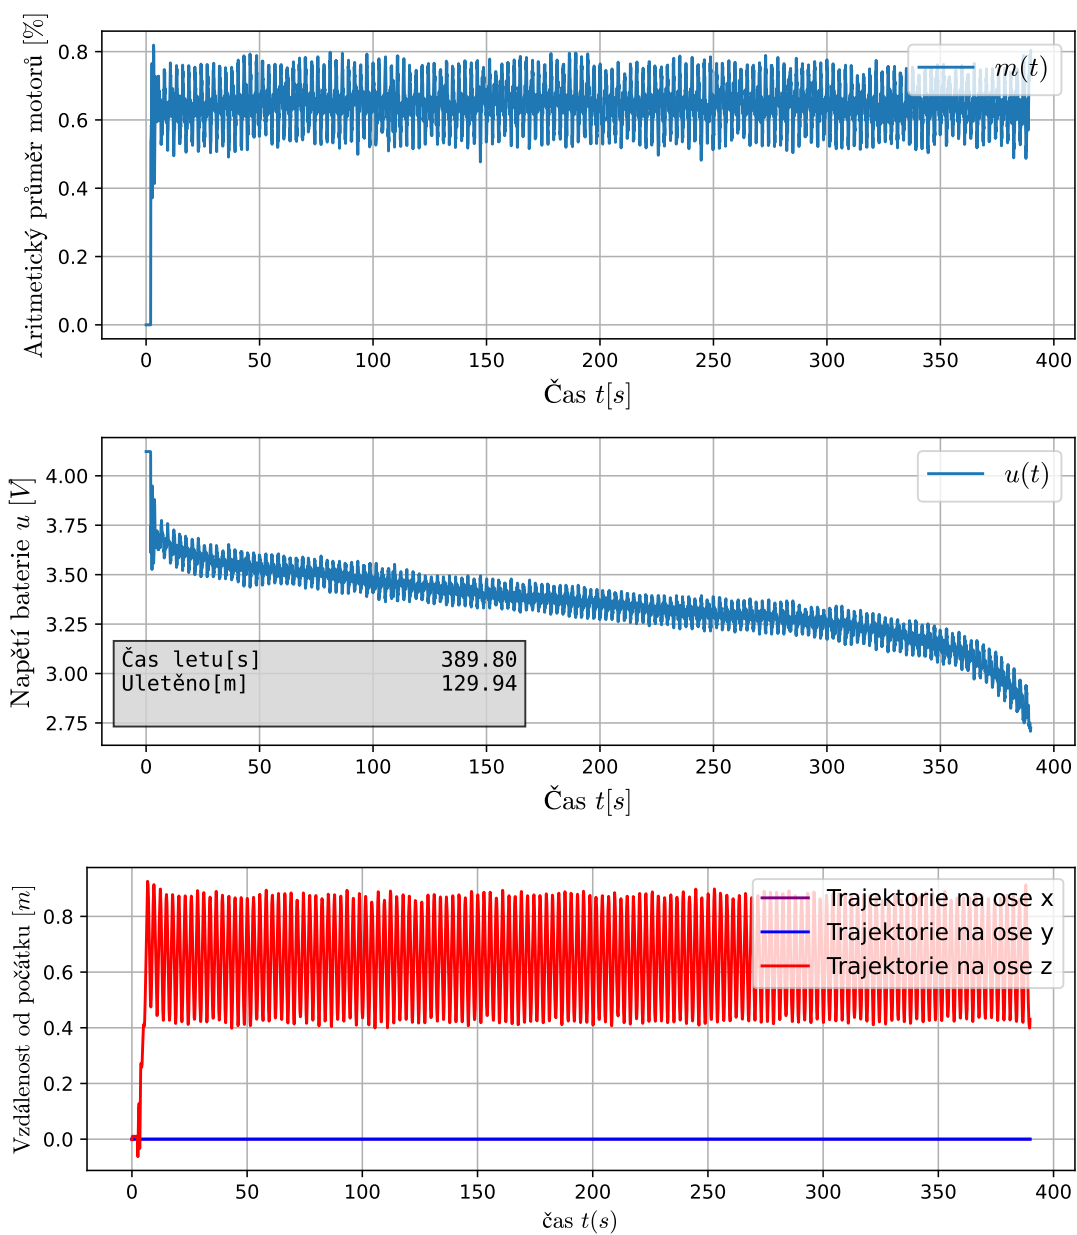 Aritmetický průměr motorů [%]
0.8
0.6
0.4
0.2
0.0
m(t)
0 50 100 150 200 250 300 350 400
Čas t[s]
Napětí baterie u [V]
4.00
3.75
3.50
3.25
3.00
2.75
u(t)
Čas letu[s] 389.80
Uletěno[m] 129.94
0 50 100 150 200 250 300 350 400
Čas t[s]
Vzdálenost od počátku [m]
0.8
0.6
0.4
0.2
0.0
Trajektorie na ose x
Trajektorie na ose y
Trajektorie na ose z
0 50 100 150 200 250 300 350 400
čas t(s)